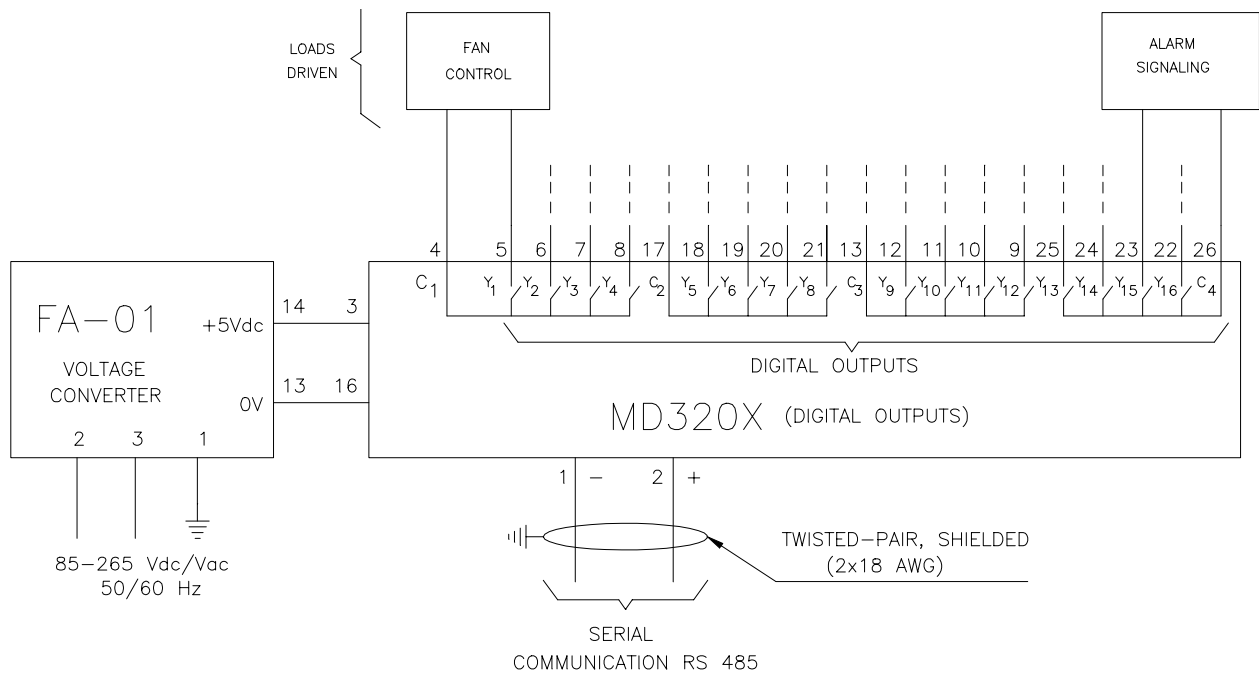 LOADS
DRIVEN
FAN
CONTROL
ALARM
SIGNALING
4 5 6 7 8 17 18 19 20 21 13 12 11 10 9 25 24 23 22 26
C1 Y1 Y2 Y3 Y4 C2 Y5 Y6 Y7 Y8 C3 Y9 Y10 Y11 Y12 Y13 Y14 Y15 Y16 C4
DIGITAL OUTPUTS
FA-01
VOLTAGE
CONVERTER
+5Vdc
0V
14 3
13 16
2 3 1
85-265 Vdc/Vac
50/60 Hz
MD320X (DIGITAL OUTPUTS)
1 - 2 +
TWISTED-PAIR, SHIELDED
(2x18 AWG)
SERIAL
COMMUNICATION RS 485